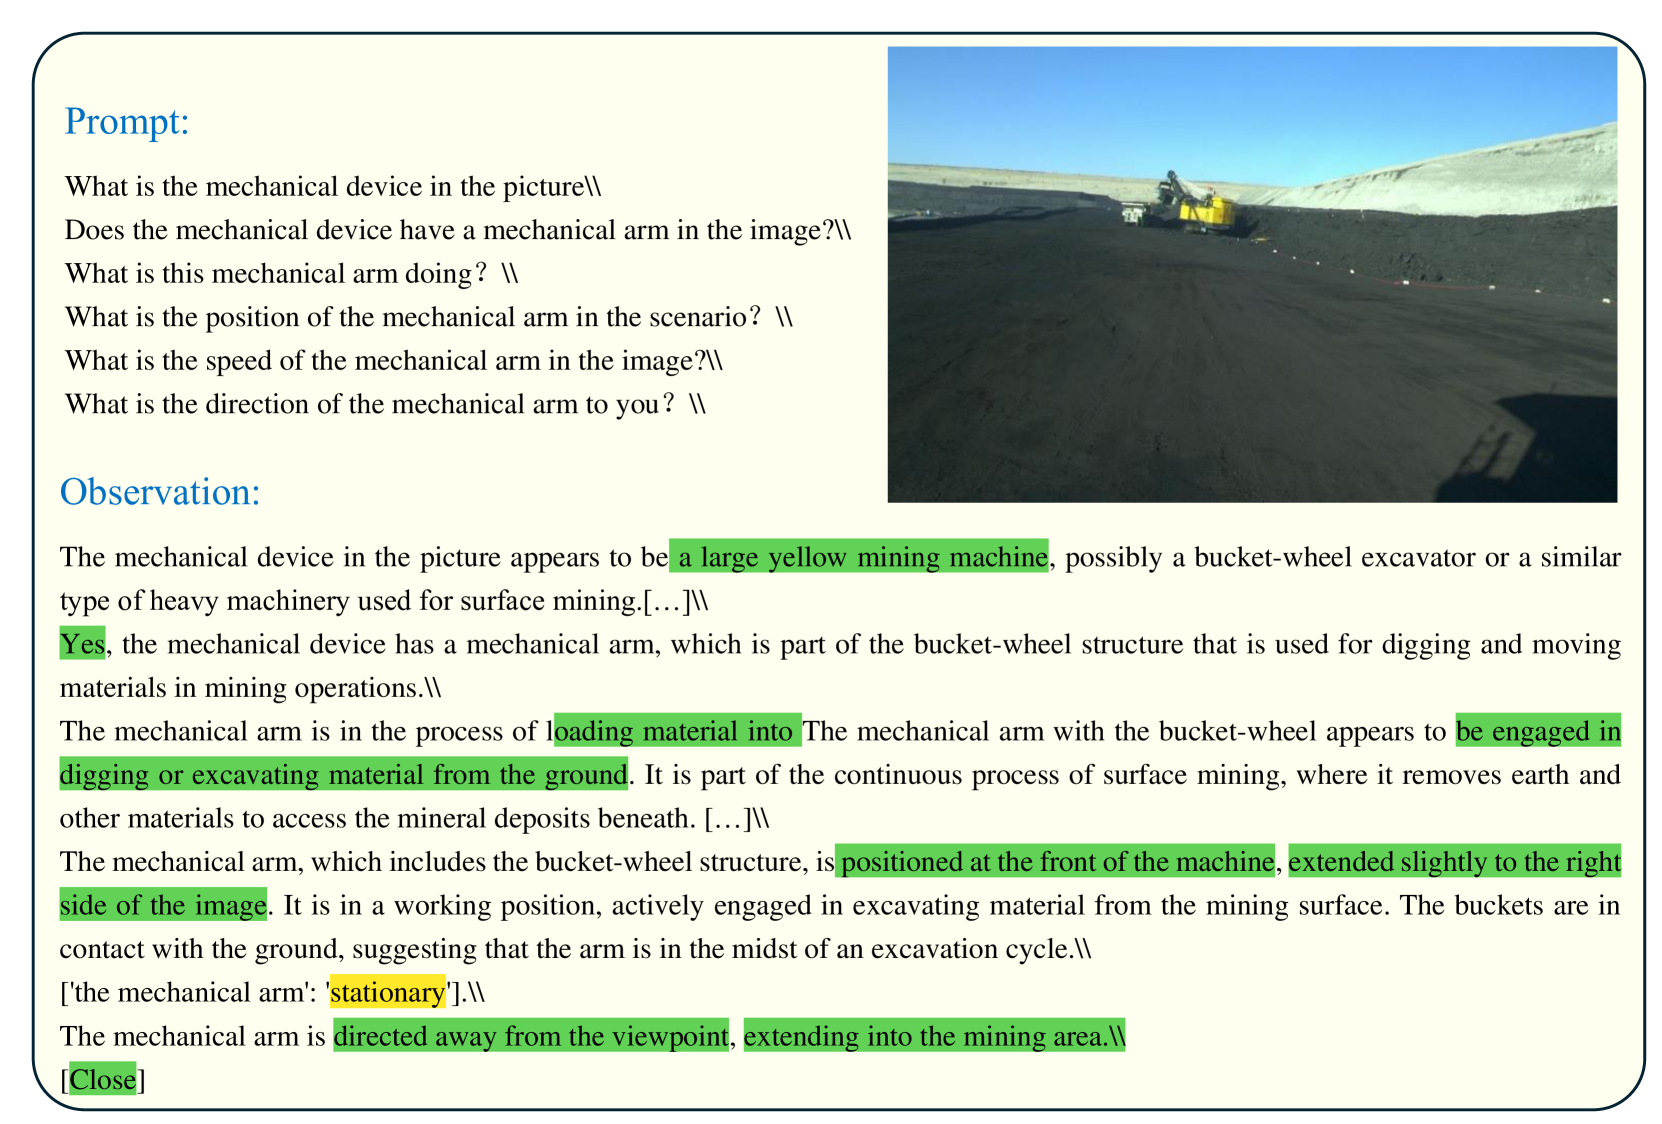 Prompt:
What is the mechanical device in the picture\\
Does the mechanical device have a mechanical arm in the image?\\
What is this mechanical arm doing？\\
What is the position of the mechanical arm in the scenario？\\
What is the speed of the mechanical arm in the image?\\
What is the direction of the mechanical arm to you？\\
Observation:
The mechanical device in the picture appears to be a large yellow mining machine, possibly a bucket-wheel excavator or a similar
type of heavy machinery used for surface mining.[…]\\
Yes, the mechanical device has a mechanical arm, which is part of the bucket-wheel structure that is used for digging and moving
materials in mining operations.\\
The mechanical arm is in the process of loading material into The mechanical arm with the bucket-wheel appears to be engaged in
digging or excavating material from the ground. It is part of the continuous process of surface mining, where it removes earth and
other materials to access the mineral deposits beneath. […]\\
The mechanical arm, which includes the bucket-wheel structure, is positioned at the front of the machine, extended slightly to the right
side of the image. It is in a working position, actively engaged in excavating material from the mining surface. The buckets are in
contact with the ground, suggesting that the arm is in the midst of an excavation cycle.\\
['the mechanical arm': 'stationary'].\\
The mechanical arm is directed away from the viewpoint, extending into the mining area.\\
[Close]